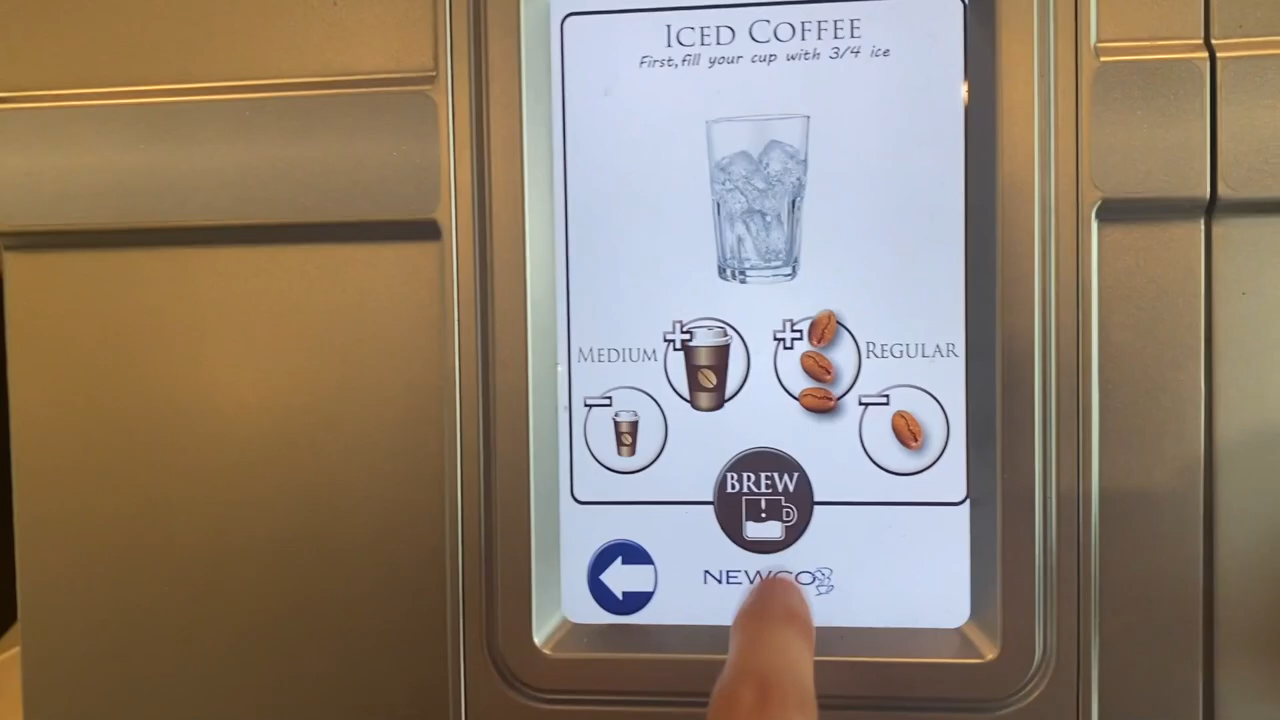 ICED COFFEE
First, fill your cup with 3/4 ice
MEDIUM
REGULAR
BREW
NEWCO